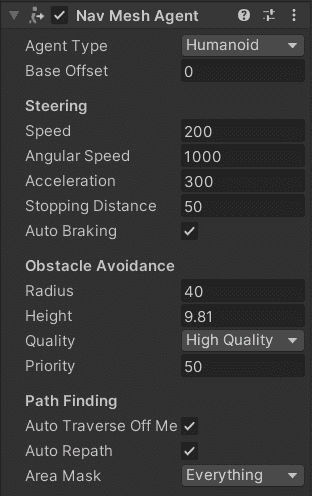 Nav Mesh Agent
Agent Type Humanoid
Base Offset 0
Steering
Speed 200
Angular Speed 1000
Acceleration 300
Stopping Distance 50
Auto Braking
Obstacle Avoidance
Radius 40
Height 9.81
Quality High Quality
Priority 50
Path Finding
Auto Traverse Off Me
Auto Repath
Area Mask Everything